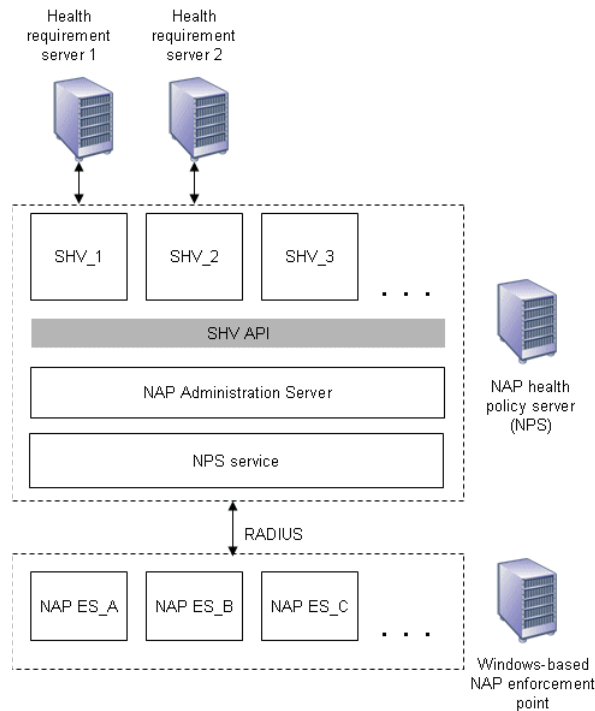 Health
requirement
server 1
Health
requirement
server 2
SHV_1
SHV_2
SHV_3
. . .
SHV API
NAP Administration Server
NPS service
NAP health
policy server
(NPS)
RADIUS
NAP ES_A
NAP ES_B
NAP ES_C
. . .
Windows-based
NAP enforcement
point